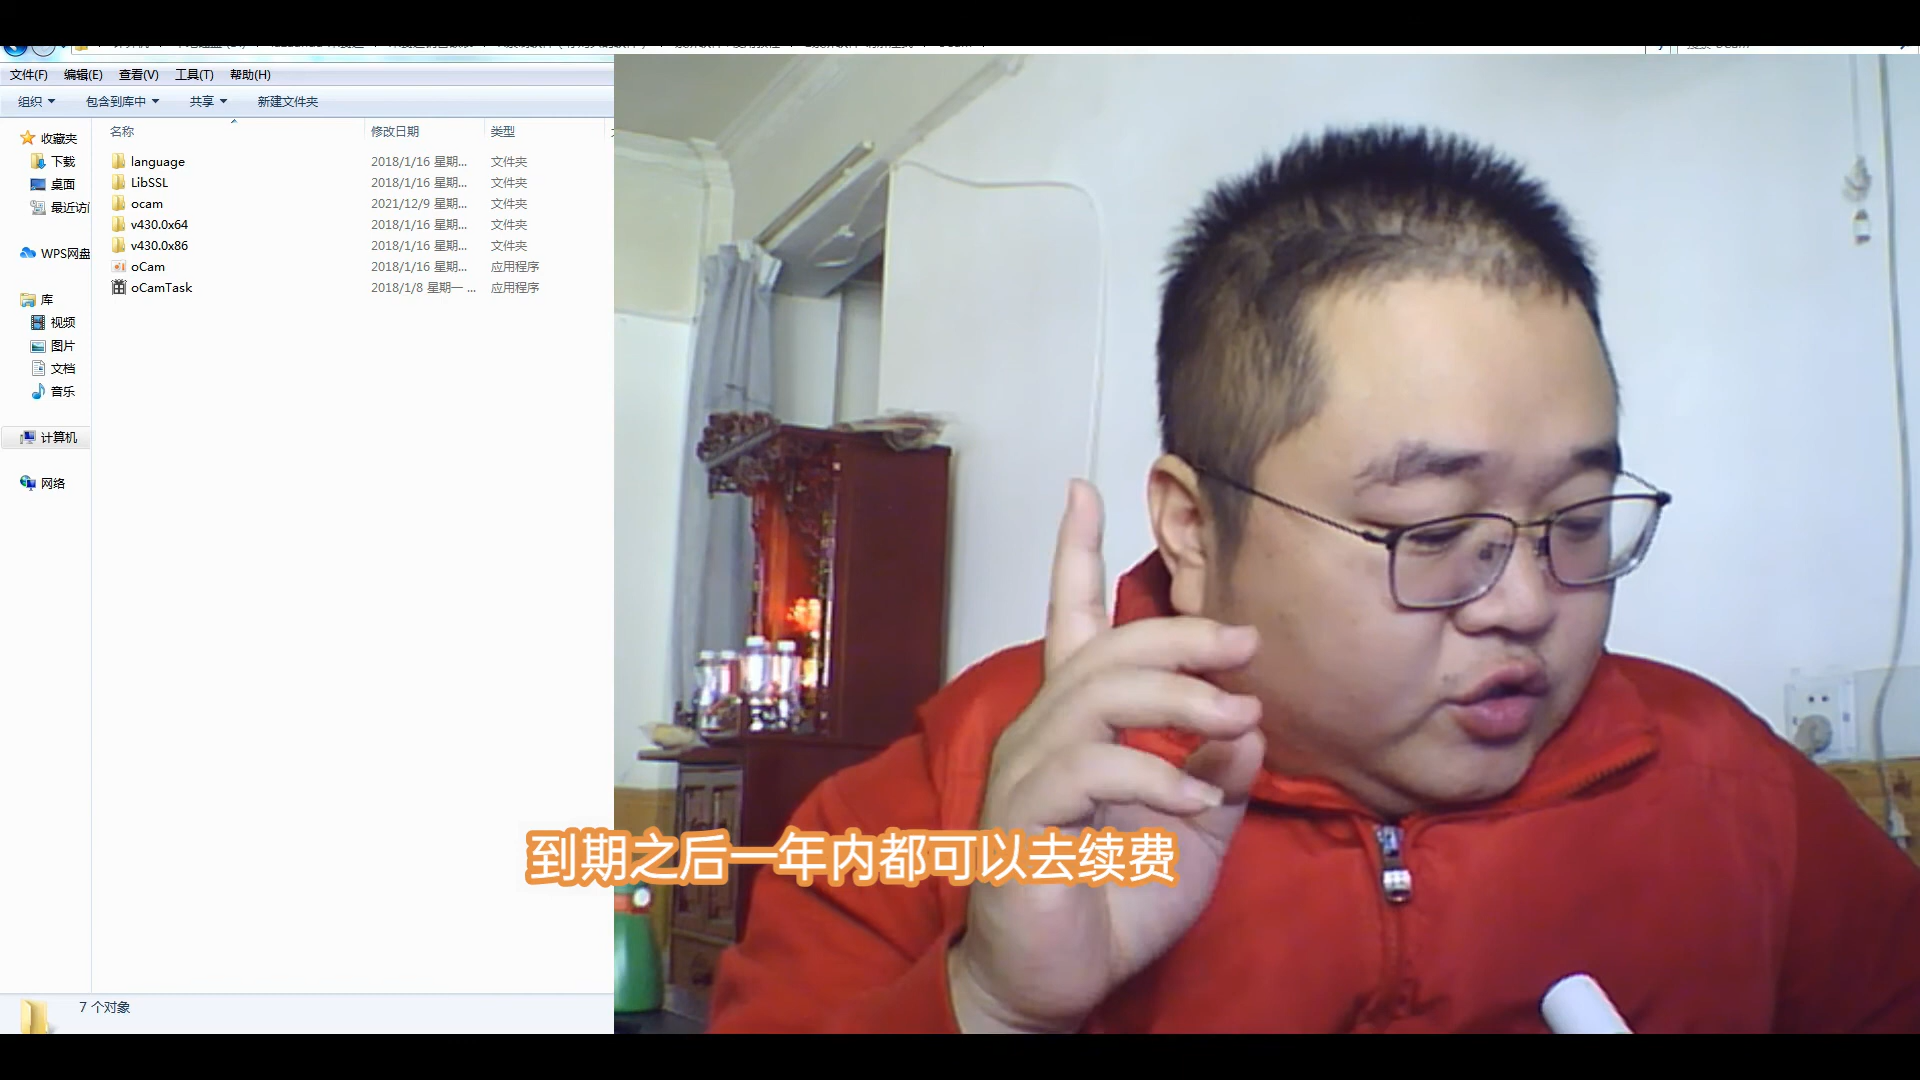 文件(F) 编辑(E) 查看(V) 工具(T) 帮助(H)
组织 包含到库中 共享 新建文件夹
名称 修改日期 类型
收藏夹
下载
桌面
最近访
WPS网盘
库
视频
图片
文档
音乐
计算机
网络
language 2018/1/16 星期... 文件夹
LibSSL 2018/1/16 星期... 文件夹
ocam 2021/12/9 星期... 文件夹
v430.0x64 2018/1/16 星期... 文件夹
v430.0x86 2018/1/16 星期... 文件夹
oCam 2018/1/16 星期... 应用程序
oCamTask 2018/1/8 星期一 ... 应用程序
到期之后一年内都可以去续费
7 个对象